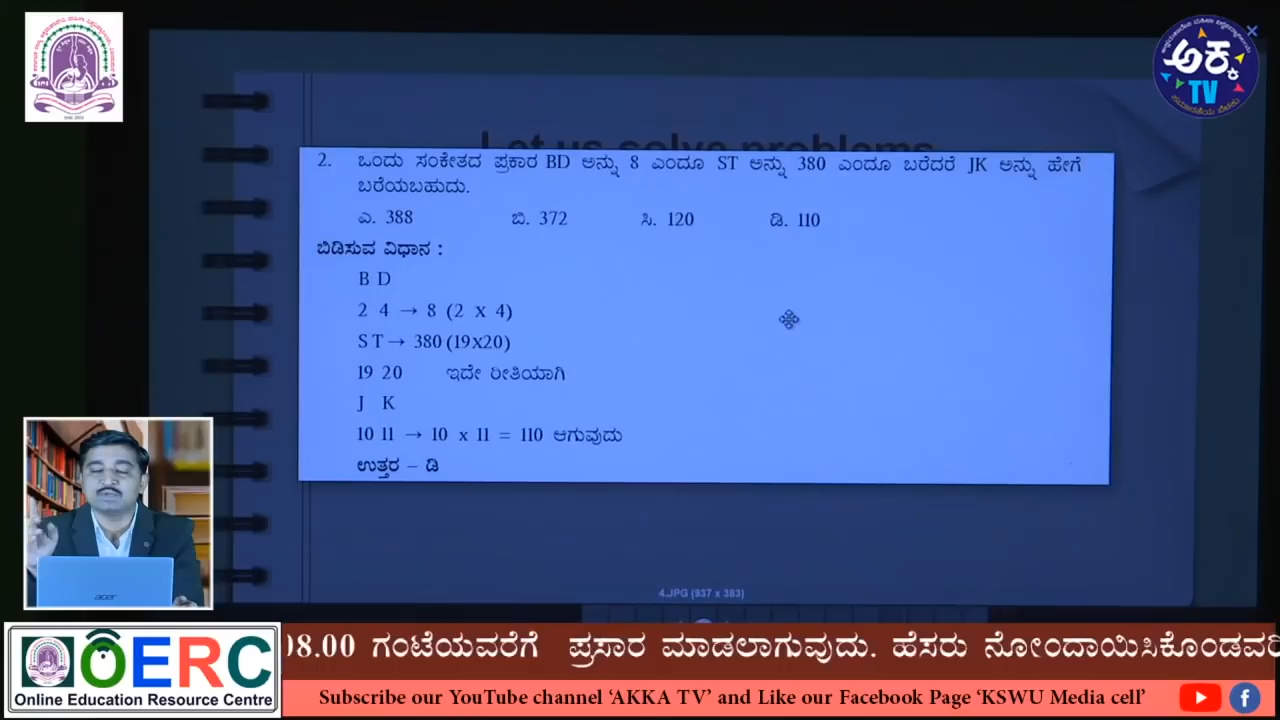 Let us solve problems
2. ಒಂದು ಸಂಕೇತದ ಪ್ರಕಾರ BD ಅನ್ನು 8 ಎಂದೂ ST ಅನ್ನು 380 ಎಂದೂ ಬರೆದರೆ JK ಅನ್ನು ಹೇಗೆ
ಬರೆಯಬಹುದು.
ಎ. 388 ಬಿ. 372 ಸಿ. 120 ಡಿ. 110
ಬಿಡಿಸುವ ವಿಧಾನ :
B D
2 4 → 8 (2 x 4)
S T → 380 (19x20)
19 20 ಇದೇ ರೀತಿಯಾಗಿ
J K
10 11 → 10 x 11 = 110 ಆಗುವುದು
ಉತ್ತರ – ಡಿ
4.JPG (937 x 383)
ಅಕ್ಕ
TV
acer
OERC
Online Education Resource Centre
08.00 ಗಂಟೆಯವರೆಗೆ ಪ್ರಸಾರ ಮಾಡಲಾಗುವುದು. ಹೆಸರು ನೋಂದಾಯಿಸಿಕೊಂಡವರಿ
Subscribe our YouTube channel ‘AKKA TV’ and Like our Facebook Page ‘KSWU Media cell’